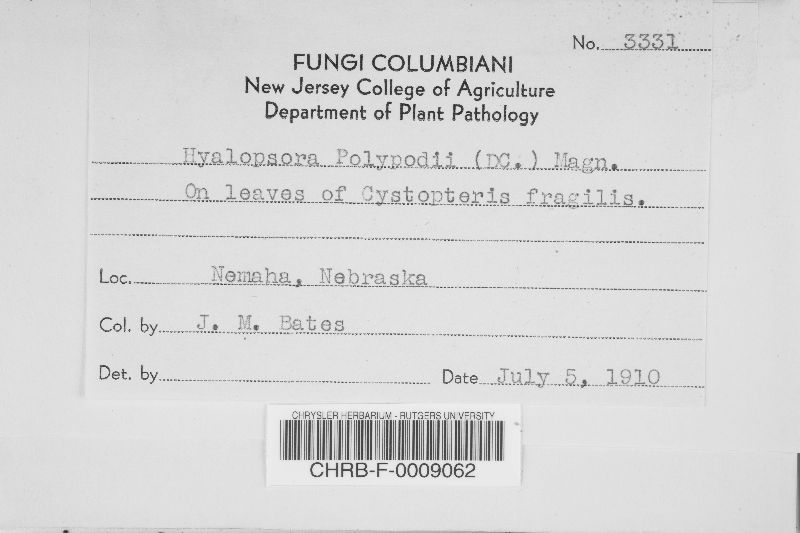 No. 3331
FUNGI COLUMBIANI
New Jersey College of Agriculture
Department of Plant Pathology
Hyalopsora Polypodii (DC.) Magn.
On leaves of Cystopteris fragilis.
Loc. Nemaha, Nebraska
Col. by J. M. Bates
Det. by Date July 5, 1910
CHRYSLER HERBARIUM - RUTGERS UNIVERSITY
CHRB-F-0009062